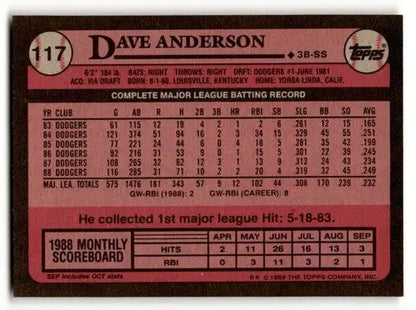 117
DAVE ANDERSON
3B-SS
TOPPS
6'2" 184 lb. BATS: RIGHT THROWS: RIGHT DRFT: DODGERS #1-JUNE 1981
ACQ: VIA DRAFT BORN: 8-1-60, LOUISVILLE, KENTUCKY HOME: YORBA LINDA, CALIF.
COMPLETE MAJOR LEAGUE BATTING RECORD
YR CLUB G AB R H 2B 3B HR RBI SB SLG BB SO AVG
83 DODGERS 61 115 12 19 4 2 1 2 6 .261 12 15 .165
84 DODGERS 121 374 51 94 16 2 3 34 15 .329 45 55 .251
85 DODGERS 77 221 24 44 6 0 4 18 5 .281 35 42 .199
86 DODGERS 92 216 31 53 9 0 1 15 5 .301 22 39 .245
87 DODGERS 108 265 32 62 12 3 1 13 9 .313 24 43 .234
88 DODGERS 116 285 31 71 10 2 2 20 4 .319 32 45 .249
MAJ. LEA. TOTALS 575 1476 181 343 57 9 12 102 44 .308 170 239 .232
GW-RBI (1988): 2 GW-RBI (CAREER): 8
He collected 1st major league Hit: 5-18-83.
1988 MONTHLY SCOREBOARD
APR MAY JUN JUL AUG SEP
HITS 2 11 26 16 13 3
RBI 0 2 11 3 3 1
SEP Includes OCT stats
© 1989 THE TOPPS COMPANY, INC.